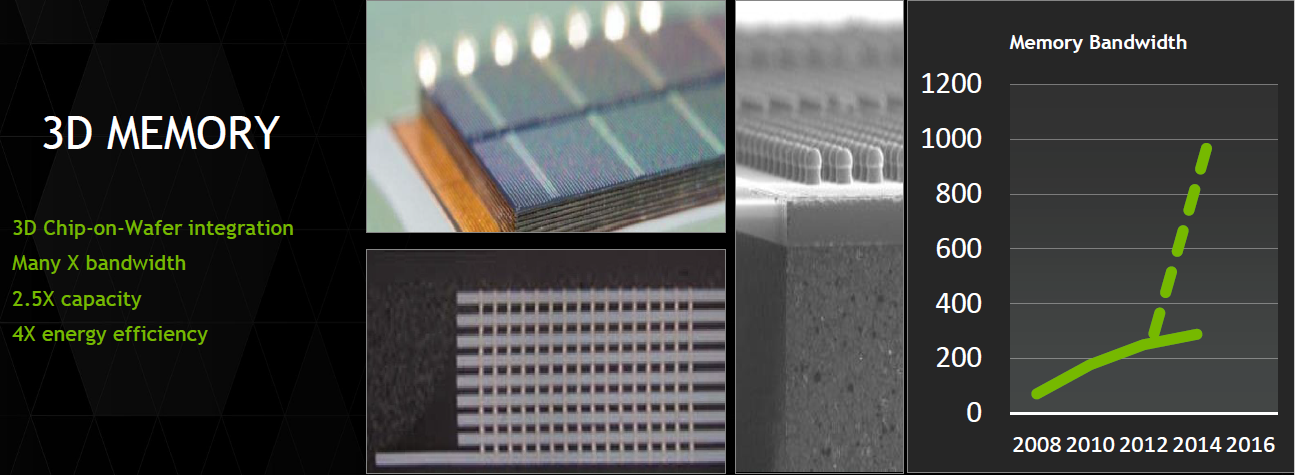 3D MEMORY
3D Chip-on-Wafer integration
Many X bandwidth
2.5X capacity
4X energy efficiency
Memory Bandwidth
1200
1000
800
600
400
200
0
2008 2010 2012 2014 2016